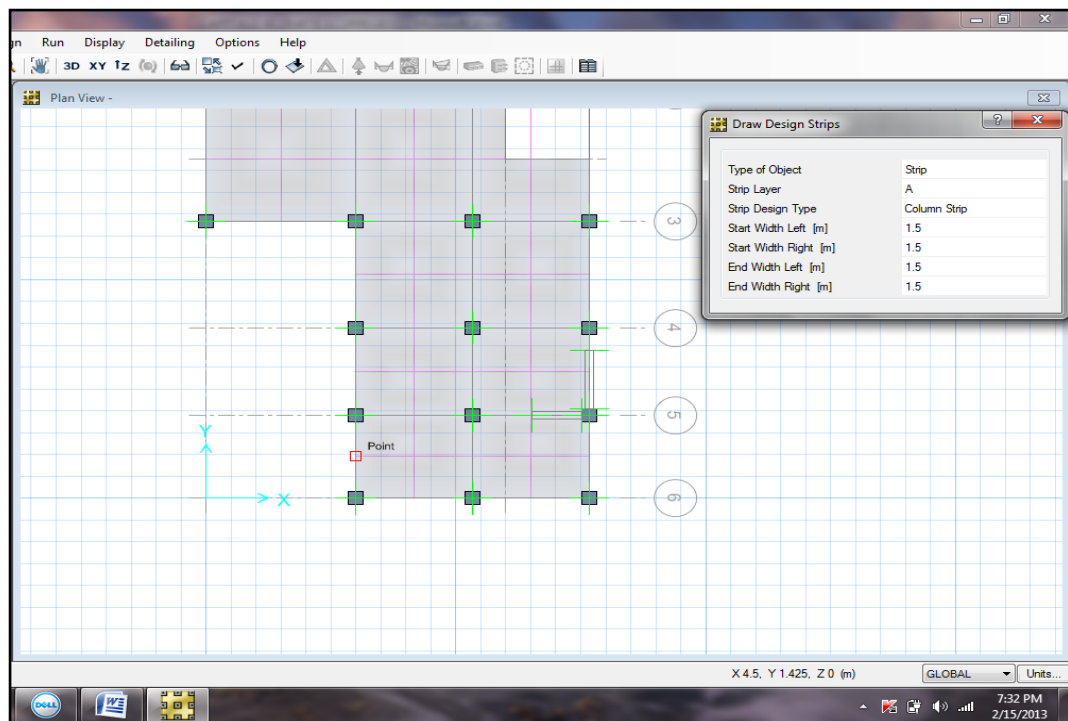 gn Run Display Detailing Options Help
3D XY
Plan View -
Draw Design Strips
Type of Object Strip
Strip Layer A
Strip Design Type Column Strip
Start Width Left [m] 1.5
Start Width Right [m] 1.5
End Width Left [m] 1.5
End Width Right [m] 1.5
3
4
5
Point
Y
X
6
X 4.5, Y 1.425, Z 0 (m) GLOBAL Units...
DELL
7:32 PM
2/15/2013